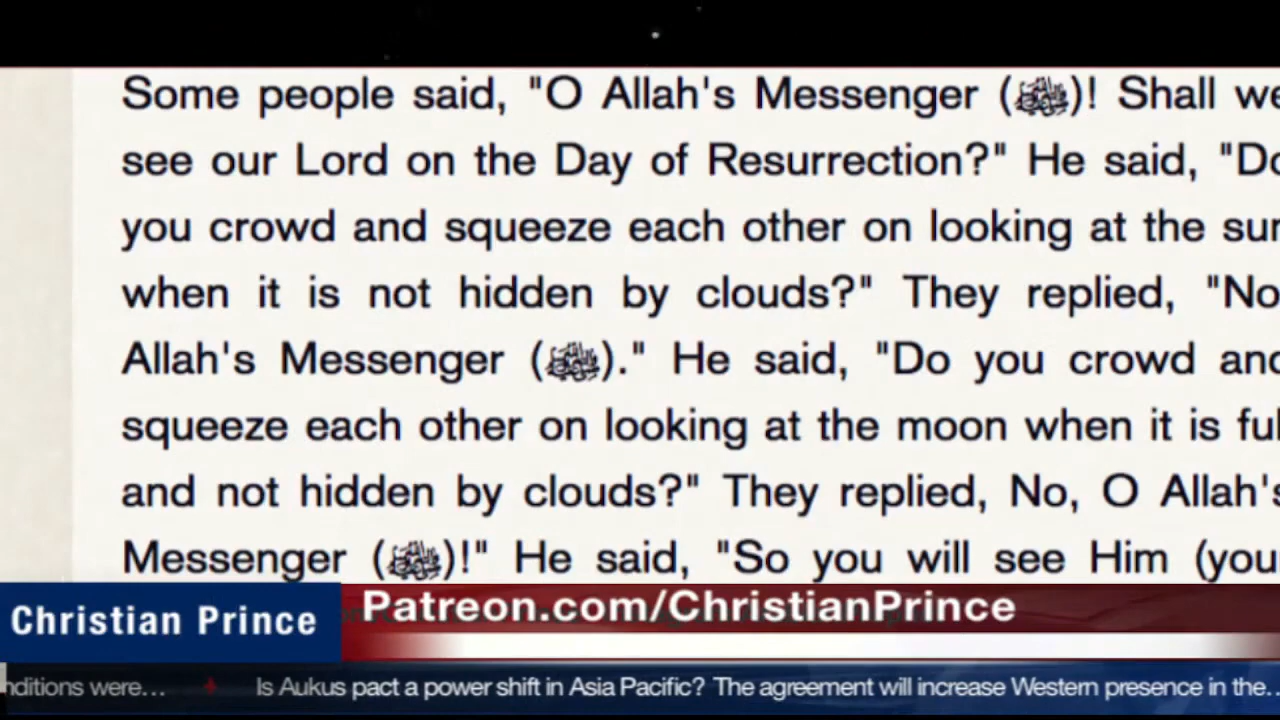 Some people said, "O Allah's Messenger (ﷺ)! Shall we
see our Lord on the Day of Resurrection?" He said, "Do
you crowd and squeeze each other on looking at the sun
when it is not hidden by clouds?" They replied, "No
Allah's Messenger (ﷺ)." He said, "Do you crowd and
squeeze each other on looking at the moon when it is full
and not hidden by clouds?" They replied, No, O Allah's
Messenger (ﷺ)!" He said, "So you will see Him (your
Christian Prince
Patreon.com/ChristianPrince
nditions were... Is Aukus pact a power shift in Asia Pacific? The agreement will increase Western presence in the..